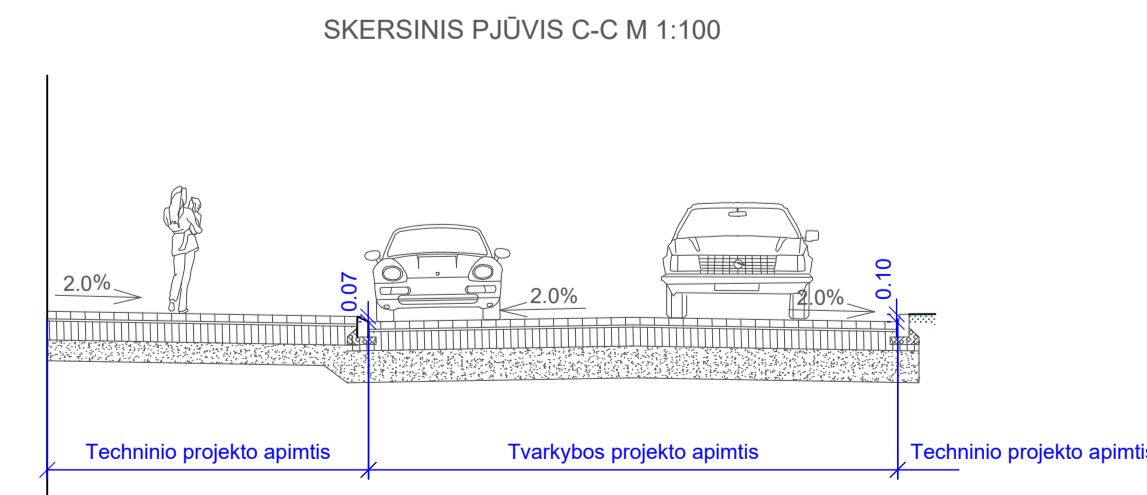 SKERSINIS PJŪVIS C-C M 1:100
2.0%
0.07
2.0%
2.0%
0.10
Techninio projekto apimtis
Tvarkybos projekto apimtis
Techninio projekto apimtis